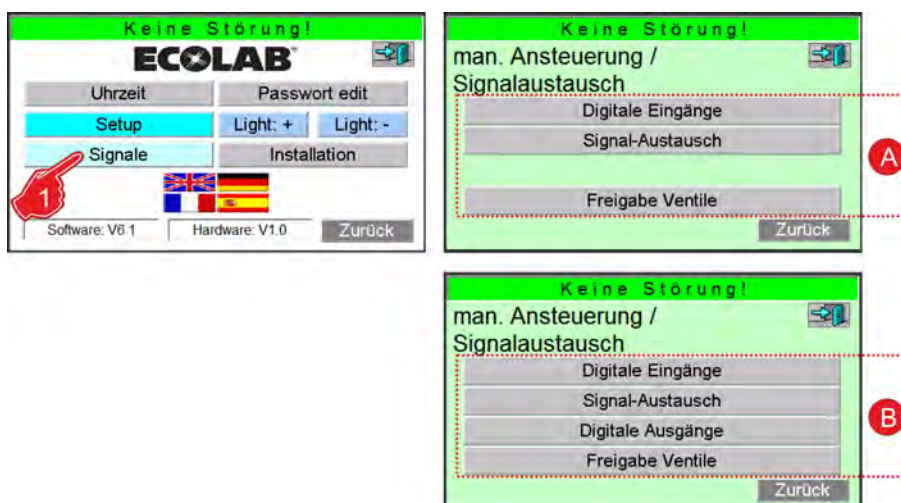 Keine Störung!
ECOLAB®
Uhrzeit
Passwort edit
Setup
Light: +
Light: -
Signale
Installation
1
Software: V6.1
Hardware: V1.0
Zurück
Keine Störung!
man. Ansteuerung /
Signalaustausch
Digitale Eingänge
Signal-Austausch
Freigabe Ventile
A
Zurück
Keine Störung!
man. Ansteuerung /
Signalaustausch
Digitale Eingänge
Signal-Austausch
Digitale Ausgänge
Freigabe Ventile
B
Zurück